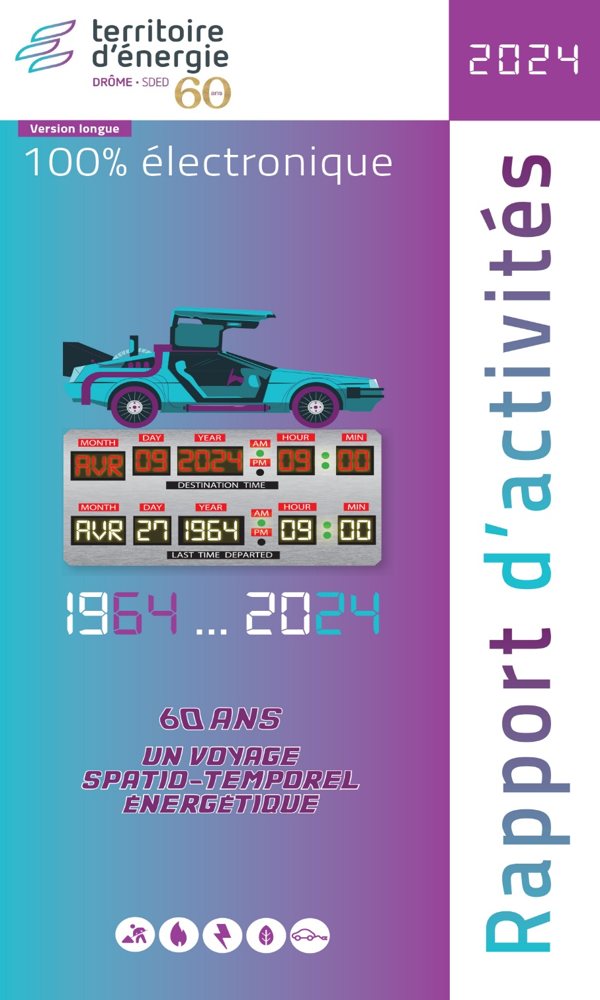 territoire
d'énergie
DRÔME • SDED
60 ans
2024
Version longue
100% électronique
MONTH DAY YEAR AM HOUR MIN
AVR 09 2024 PM 09 : 00
DESTINATION TIME
MONTH DAY YEAR AM HOUR MIN
AVR 27 1964 PM 09 : 00
LAST TIME DEPARTED
1964 ... 2024
60 ANS
UN VOYAGE
SPATIO-TEMPOREL
ÉNERGÉTIQUE
Rapport d'activités